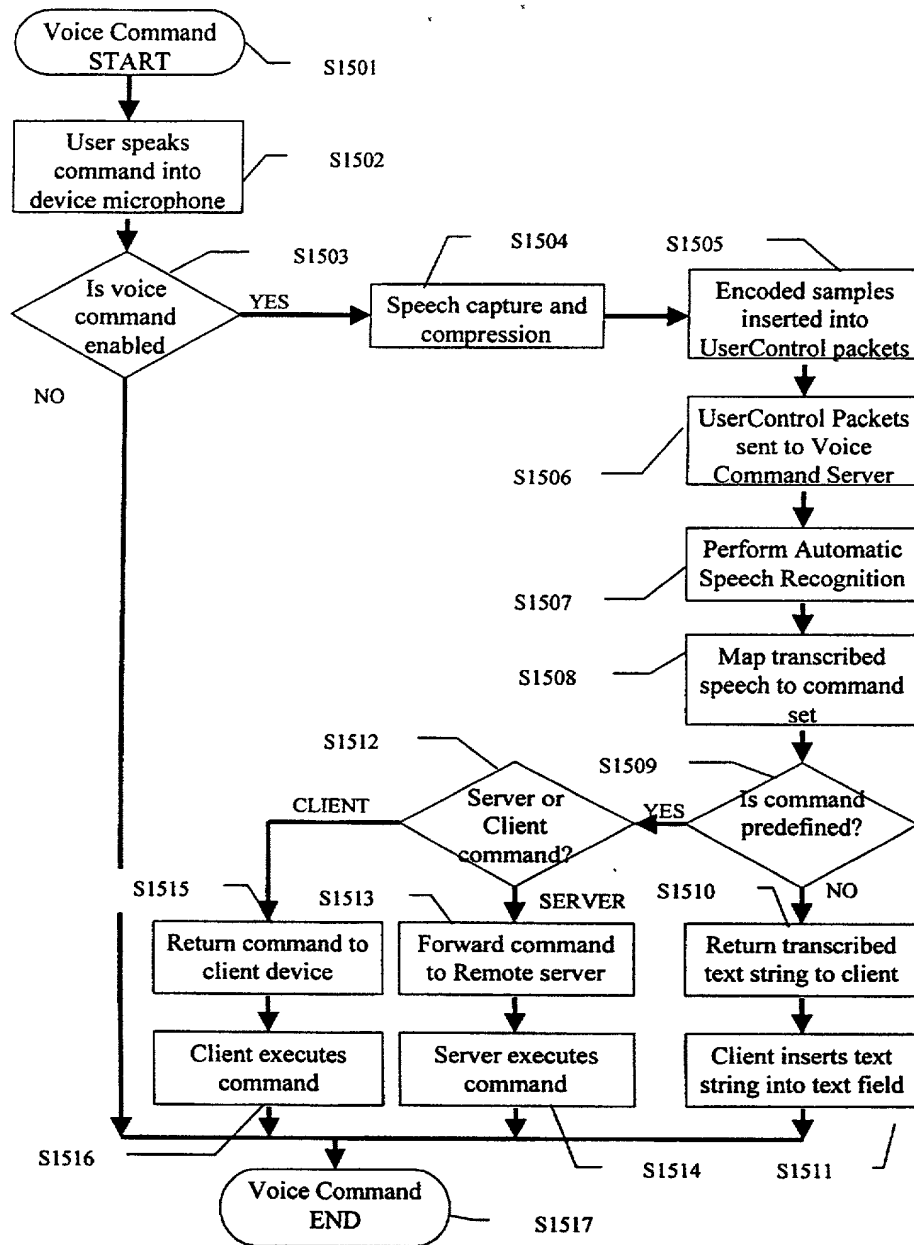 Voice Command
START
S1501
User speaks
command into
device microphone
S1502
S1503
Is voice
command
enabled
YES
NO
S1504
Speech capture and
compression
S1505
Encoded samples
inserted into
UserControl packets
UserControl Packets
sent to Voice
Command Server
S1506
Perform Automatic
Speech Recognition
S1507
Map transcribed
speech to command
set
S1508
S1509
Is command
predefined?
YES
NO
S1512
Server or
Client
command?
CLIENT
SERVER
S1515
Return command to
client device
S1513
Forward command
to Remote server
S1510
Return transcribed
text string to client
Client executes
command
Server executes
command
Client inserts text
string into text field
S1516
S1514
S1511
Voice Command
END
S1517